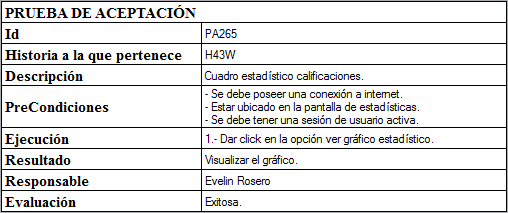 PRUEBA DE ACEPTACIÓN
Id PA265
Historia a la que pertenece H43W
Descripción Cuadro estadístico calificaciones.
PreCondiciones - Se debe poseer una conexión a internet.
- Estar ubicado en la pantalla de estadísticas.
- Se debe tener una sesión de usuario activa.
Ejecución 1.- Dar click en la opción ver gráfico estadístico.
Resultado Visualizar el gráfico.
Responsable Evelin Rosero
Evaluación Exitosa.